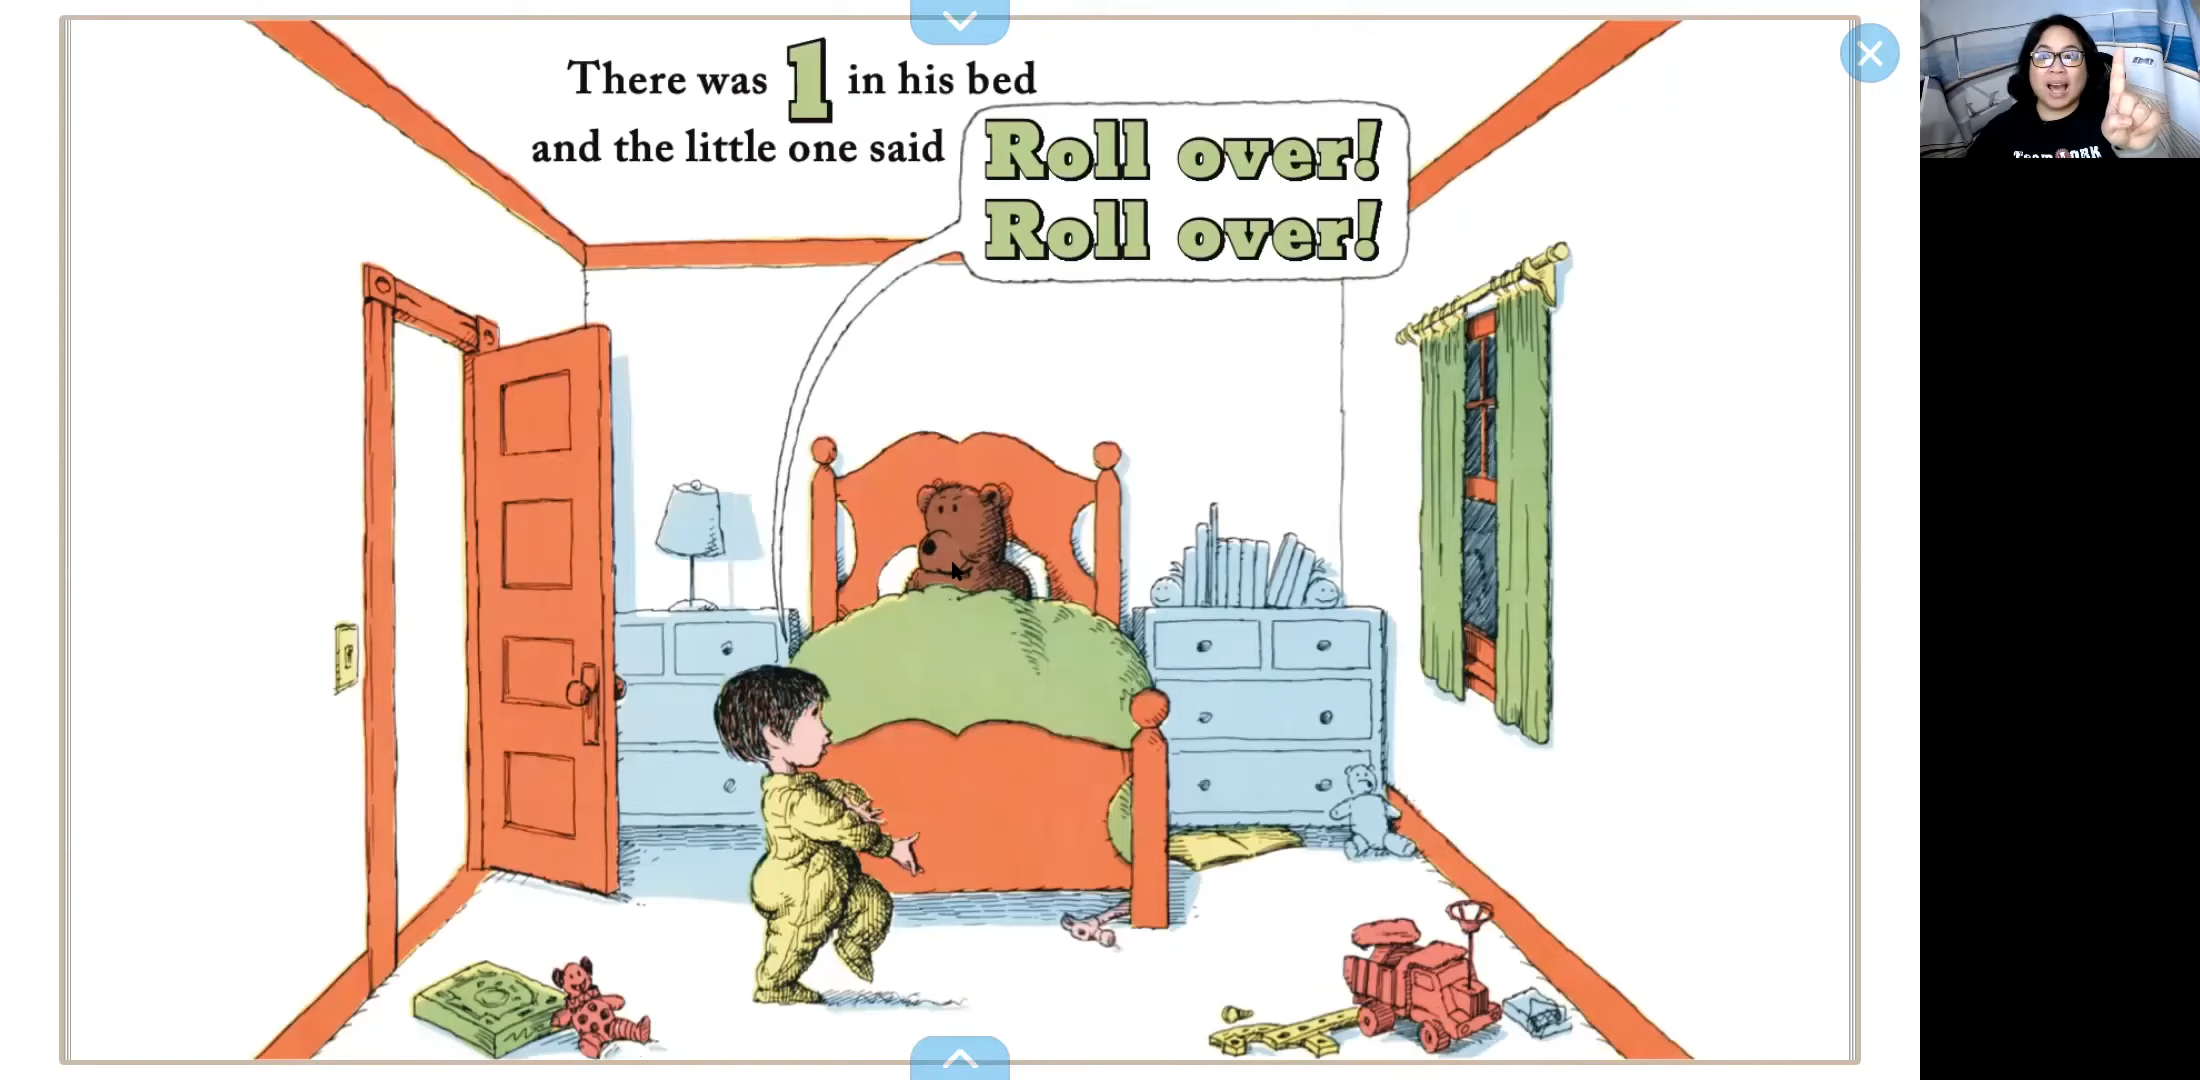 There was 1 in his bed
and the little one said
Roll over!
Roll over!